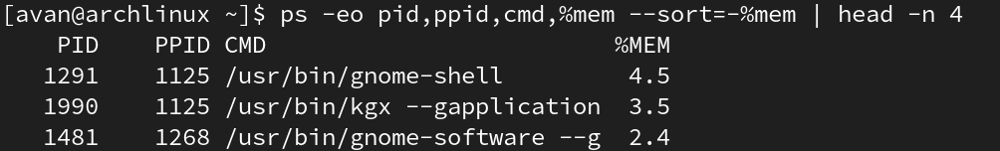 [avan@archlinux ~]$ ps -eo pid,ppid,cmd,%mem --sort=-%mem | head -n 4
    PID    PPID CMD                         %MEM
   1291    1125 /usr/bin/gnome-shell         4.5
   1990    1125 /usr/bin/kgx --gapplication  3.5
   1481    1268 /usr/bin/gnome-software --g  2.4